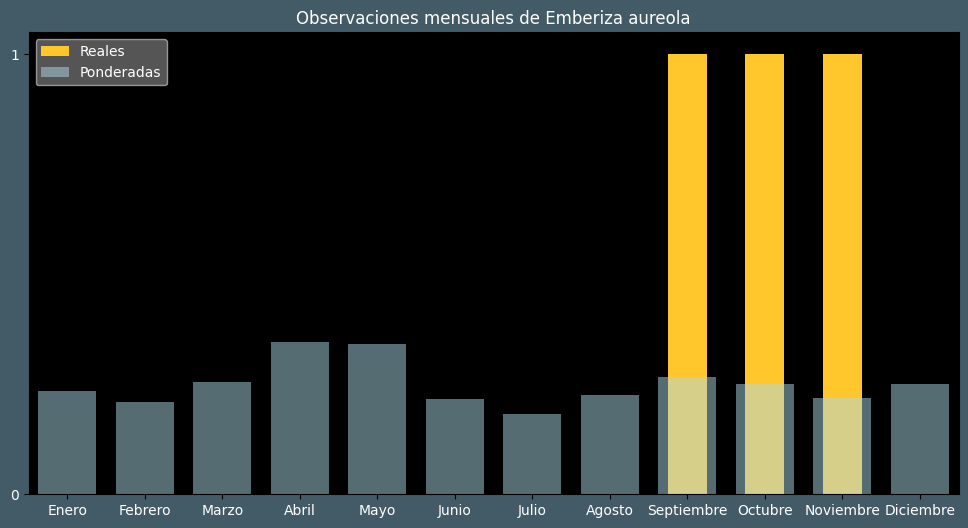 Observaciones mensuales de Emberiza aureola
Reales
Ponderadas
1
0
Enero Febrero Marzo Abril Mayo Junio Julio Agosto Septiembre Octubre Noviembre Diciembre